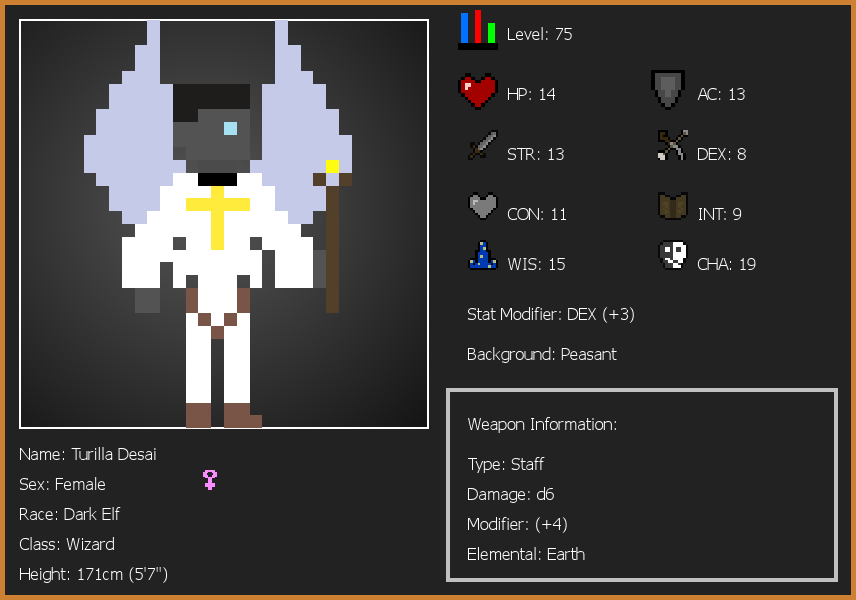 Level: 75
HP: 14
AC: 13
STR: 13
DEX: 8
CON: 11
INT: 9
WIS: 15
CHA: 19
Stat Modifier: DEX (+3)
Background: Peasant
Weapon Information:
Type: Staff
Damage: d6
Modifier: (+4)
Elemental: Earth
Name: Turilla Desai
Sex: Female
Race: Dark Elf
Class: Wizard
Height: 171cm (5'7")